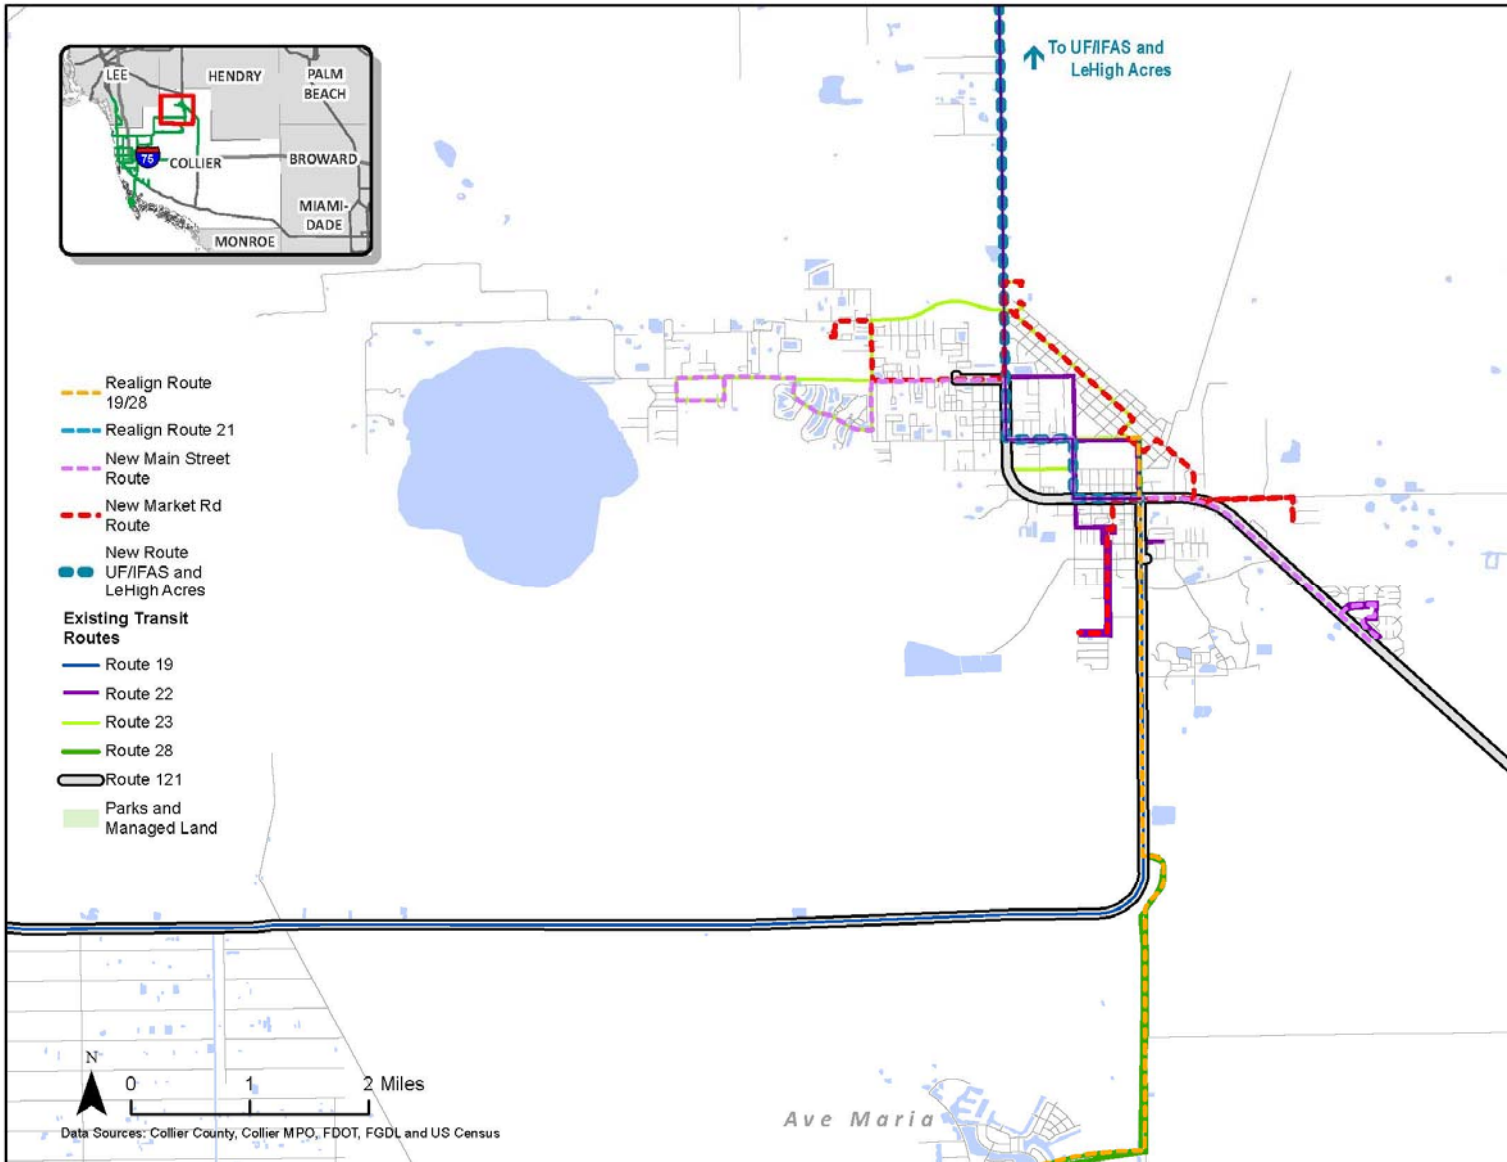 To UF/IFAS and
LeHigh Acres
LEE
HENDRY
PALM
BEACH
75
COLLIER
BROWARD
MIAMI-
DADE
MONROE
Realign Route
19/28
Realign Route 21
New Main Street
Route
New Market Rd
Route
New Route
UF/IFAS and
LeHigh Acres
Existing Transit
Routes
Route 19
Route 22
Route 23
Route 28
Route 121
Parks and
Managed Land
N
0 1 2 Miles
Data Sources: Collier County, Collier MPO, FDOT, FGDL and US Census
Ave Maria